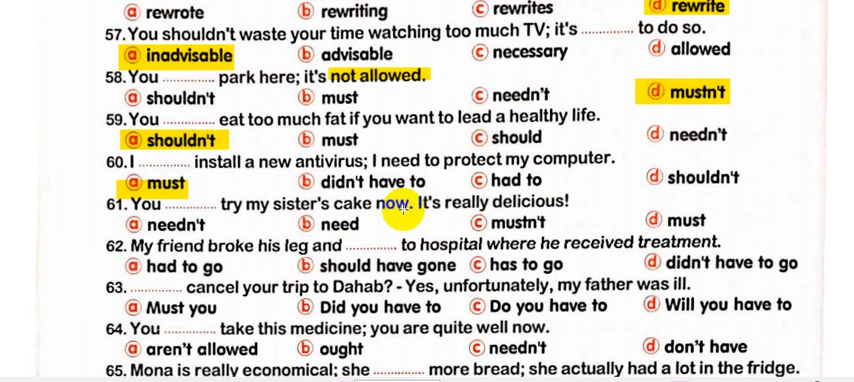 ⓐ rewrote ⓑ rewriting ⓒ rewrites ⓓ rewrite
57. You shouldn't waste your time watching too much TV; it's ............. to do so.
ⓐ inadvisable ⓑ advisable ⓒ necessary ⓓ allowed
58. You ............. park here; it's not allowed.
ⓐ shouldn't ⓑ must ⓒ needn't ⓓ mustn't
59. You ............. eat too much fat if you want to lead a healthy life.
ⓐ shouldn't ⓑ must ⓒ should ⓓ needn't
60. I ............. install a new antivirus; I need to protect my computer.
ⓐ must ⓑ didn't have to ⓒ had to ⓓ shouldn't
61. You ............. try my sister's cake now. It's really delicious!
ⓐ needn't ⓑ need ⓒ mustn't ⓓ must
62. My friend broke his leg and ............. to hospital where he received treatment.
ⓐ had to go ⓑ should have gone ⓒ has to go ⓓ didn't have to go
63. ............. cancel your trip to Dahab? - Yes, unfortunately, my father was ill.
ⓐ Must you ⓑ Did you have to ⓒ Do you have to ⓓ Will you have to
64. You ............. take this medicine; you are quite well now.
ⓐ aren't allowed ⓑ ought ⓒ needn't ⓓ don't have
65. Mona is really economical; she ............. more bread; she actually had a lot in the fridge.